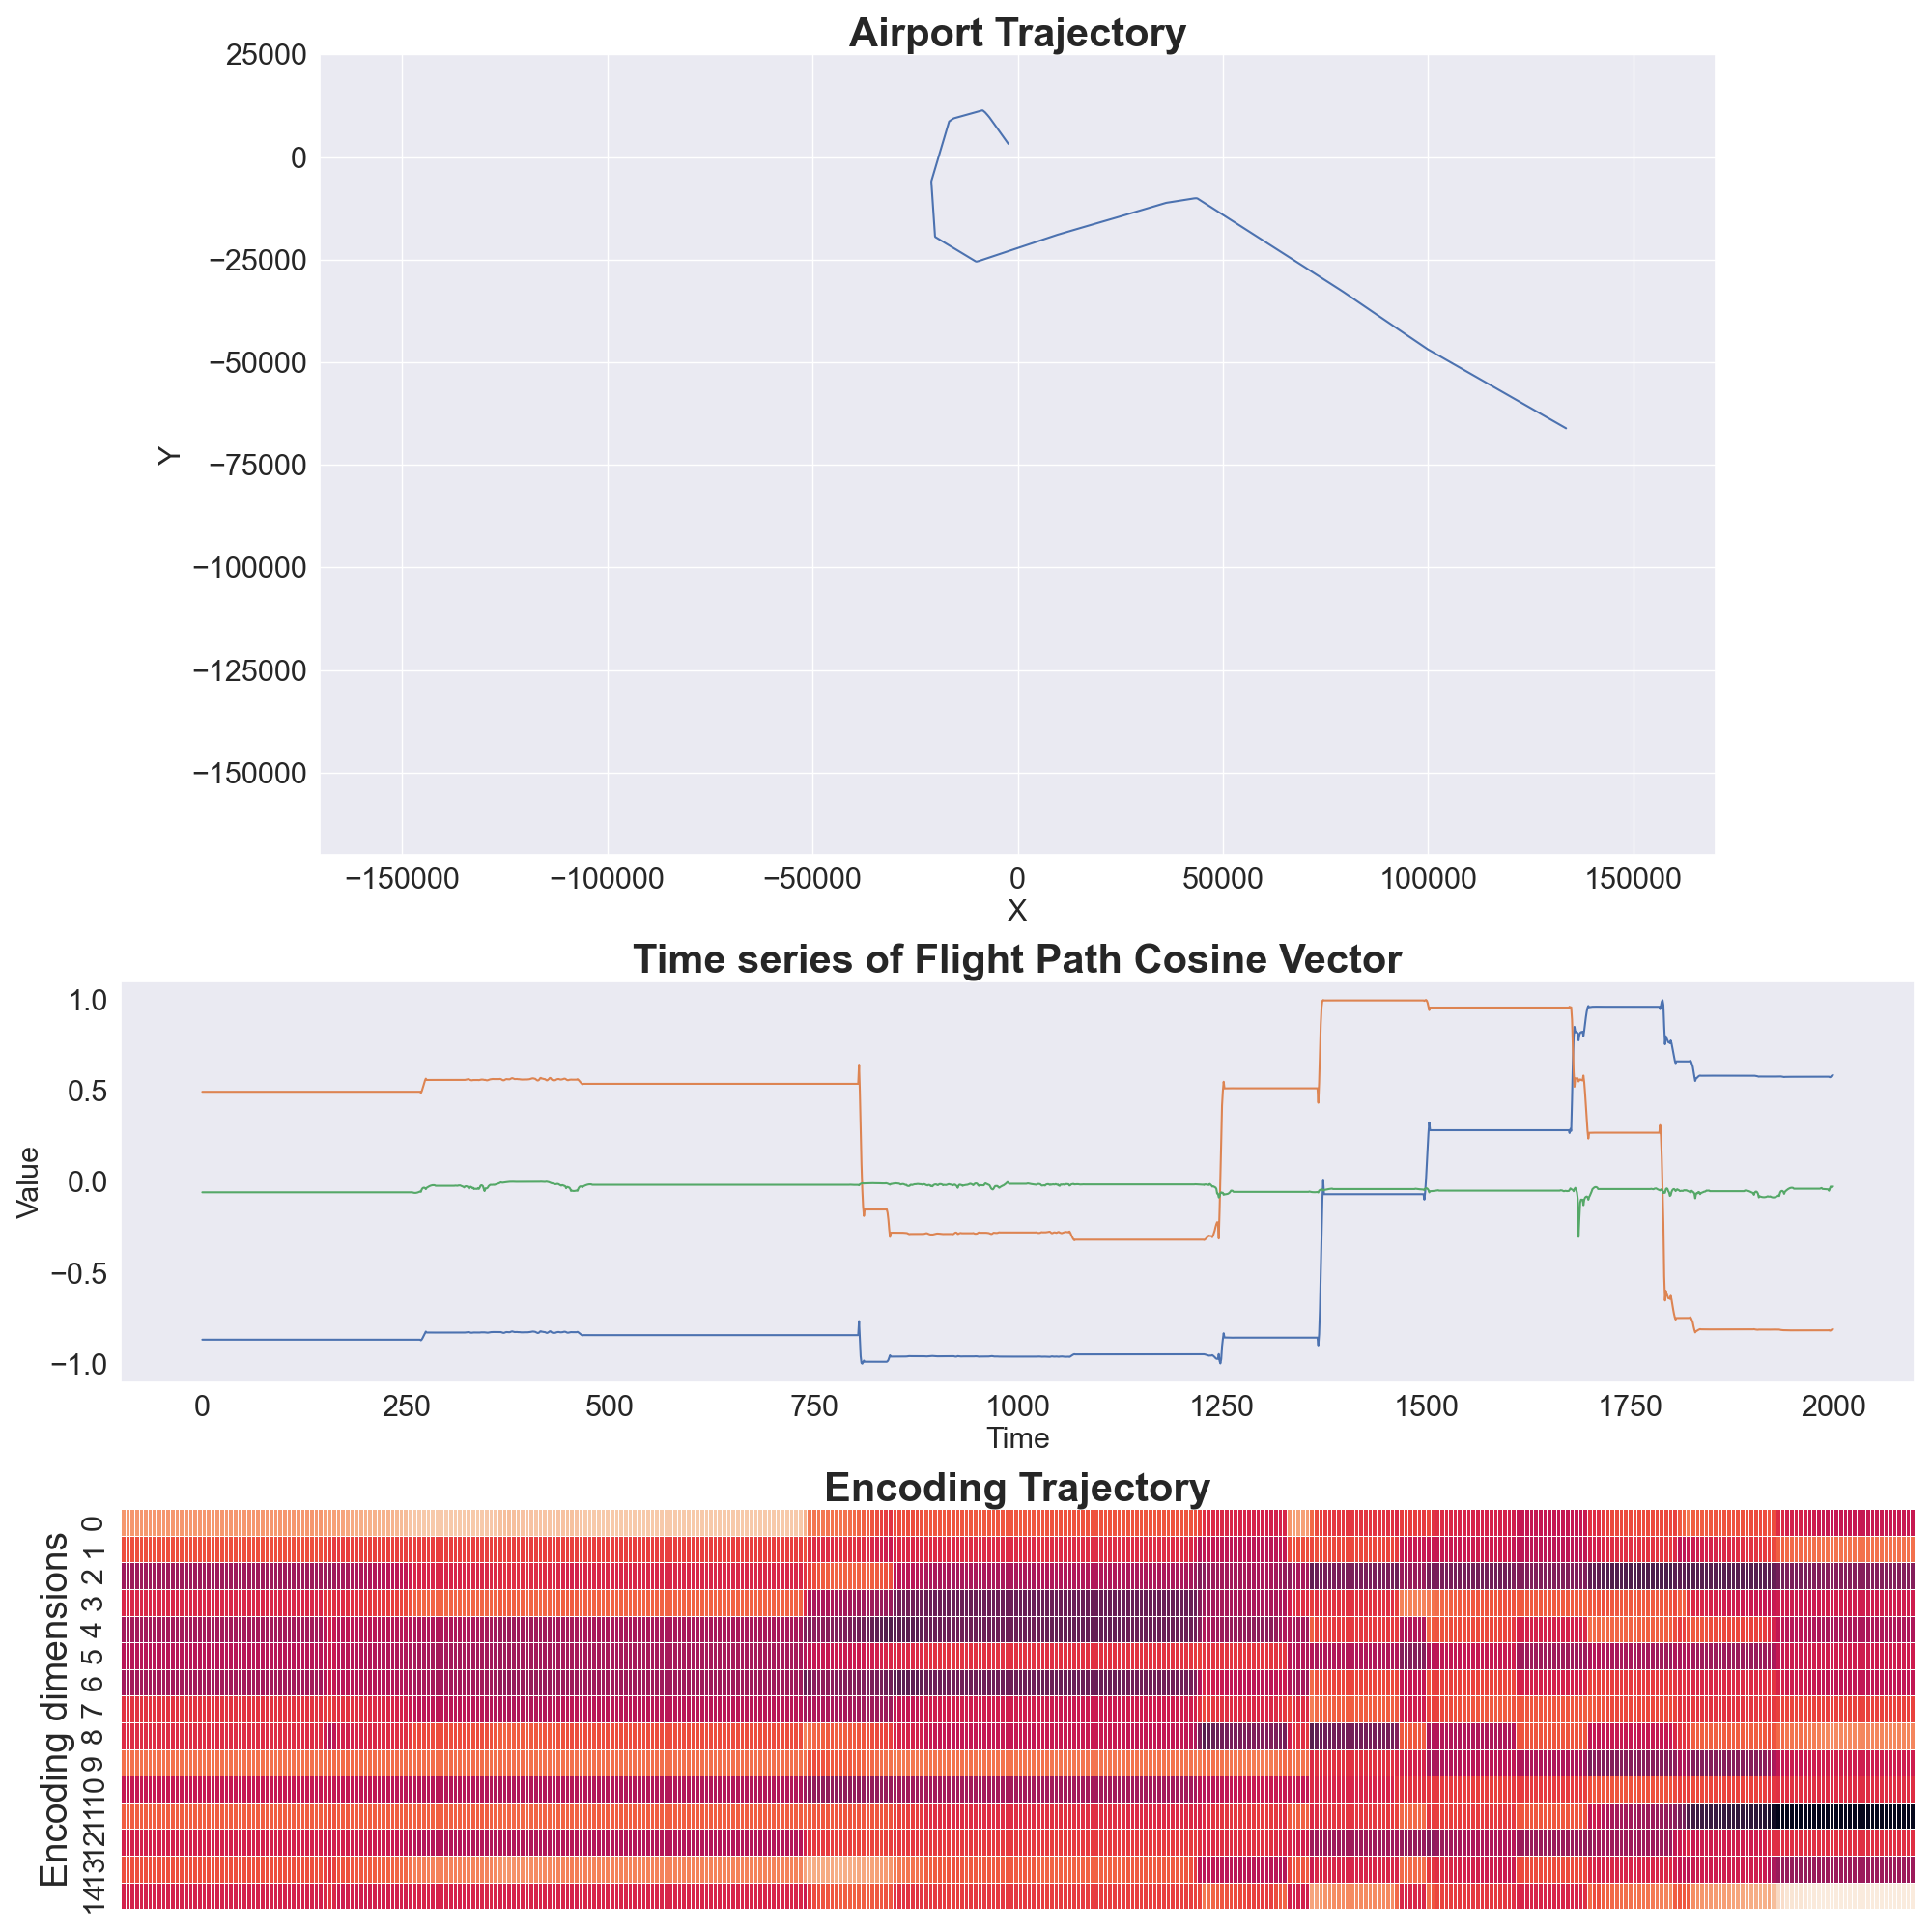 Airport Trajectory
25000
0
−25000
−50000
−75000
−100000
−125000
−150000
Y
−150000 −100000 −50000 0 50000 100000 150000
X
Time series of Flight Path Cosine Vector
1.0
0.5
0.0
−0.5
−1.0
Value
0 250 500 750 1000 1250 1500 1750 2000
Time
Encoding Trajectory
Encoding dimensions
0
1
2
3
4
5
6
7
8
9
10
11
12
13
14